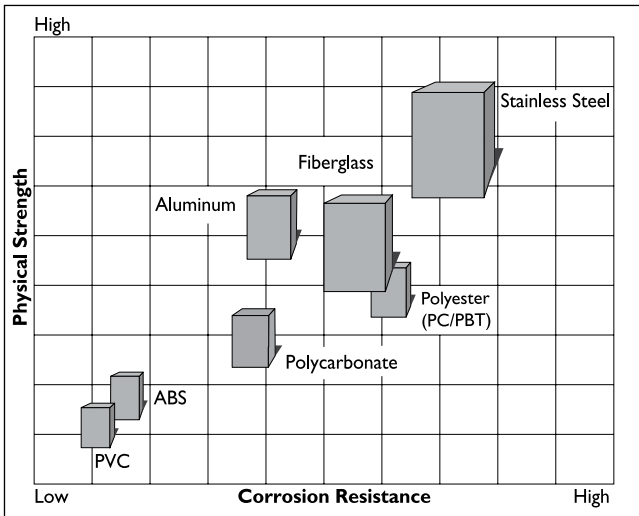 High
Stainless Steel
Fiberglass
Aluminum
Physical Strength
Polyester
(PC/PBT)
Polycarbonate
ABS
PVC
Low
Corrosion Resistance
High